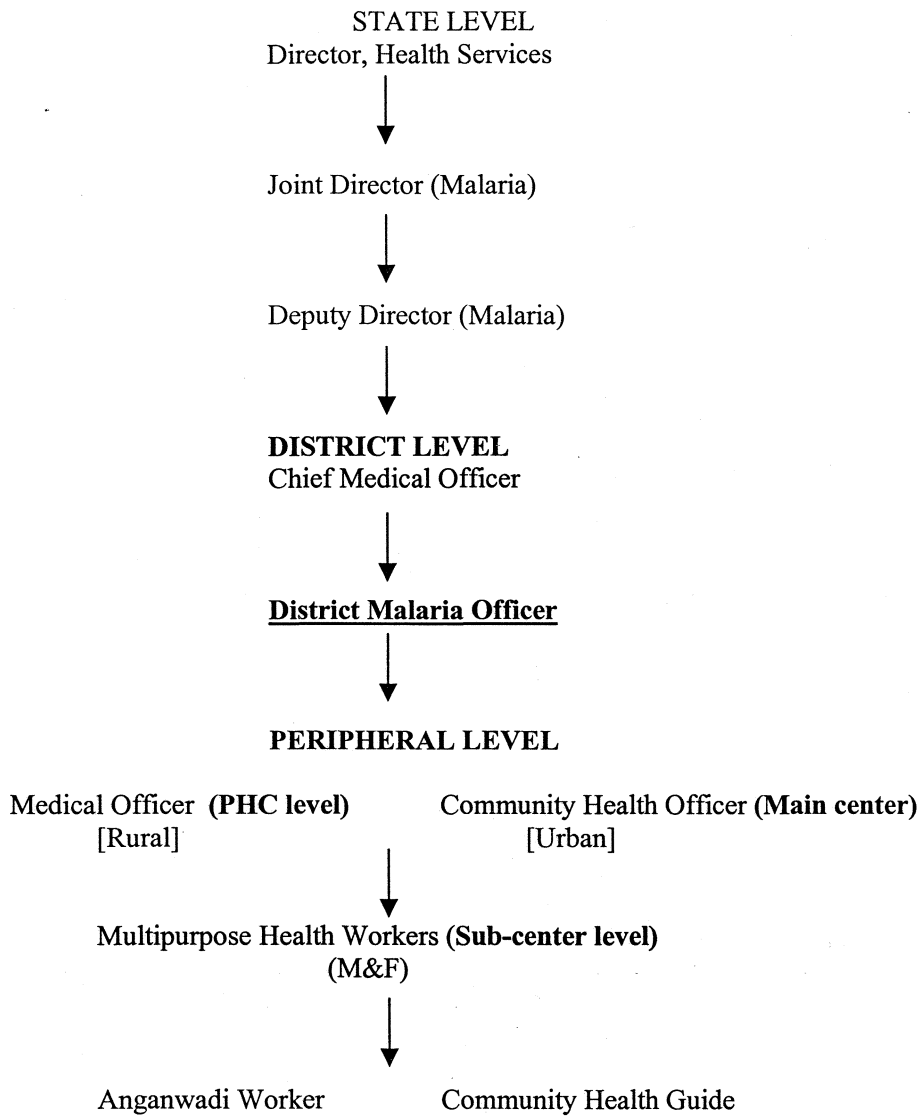 STATE LEVEL
Director, Health Services
Joint Director (Malaria)
Deputy Director (Malaria)
DISTRICT LEVEL
Chief Medical Officer
District Malaria Officer
PERIPHERAL LEVEL
Medical Officer (PHC level) Community Health Officer (Main center)
[Rural] [Urban]
Multipurpose Health Workers (Sub-center level)
(M&F)
Anganwadi Worker Community Health Guide